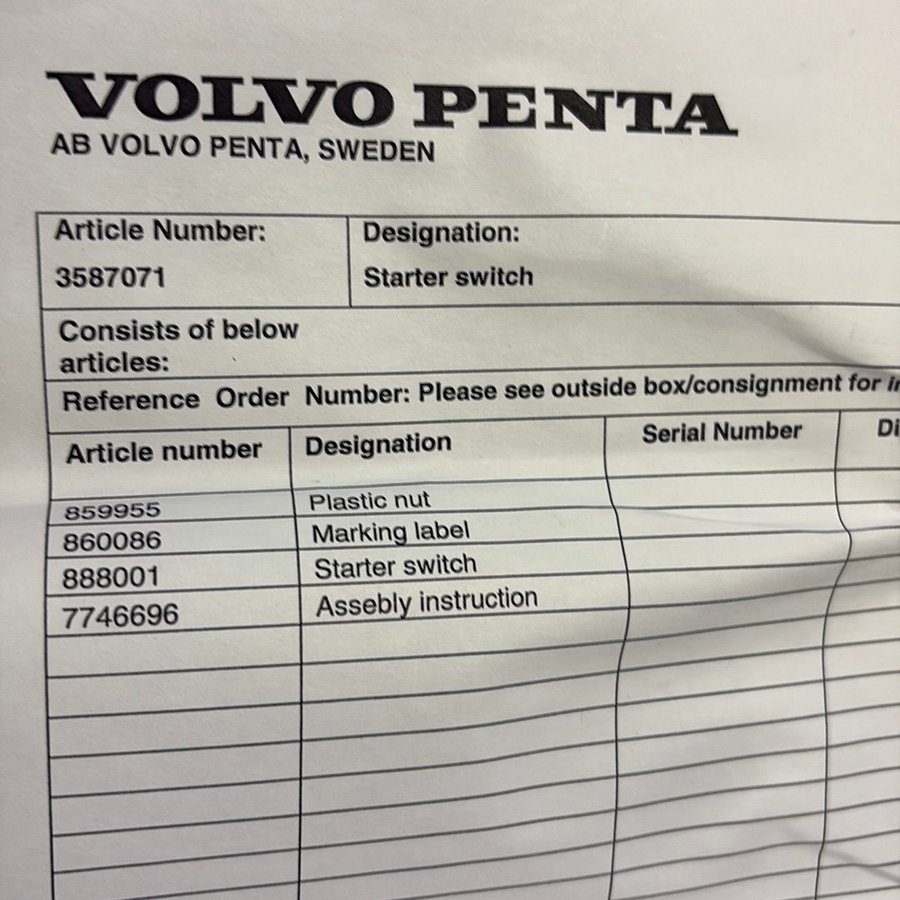 VOLVO PENTA
AB VOLVO PENTA, SWEDEN
Article Number: Designation:
3587071 Starter switch
Consists of below
articles:
Reference Order Number: Please see outside box/consignment for
Article number Designation Serial Number
859955 Plastic nut
860086 Marking label
888001 Starter switch
7746696 Assebly instruction